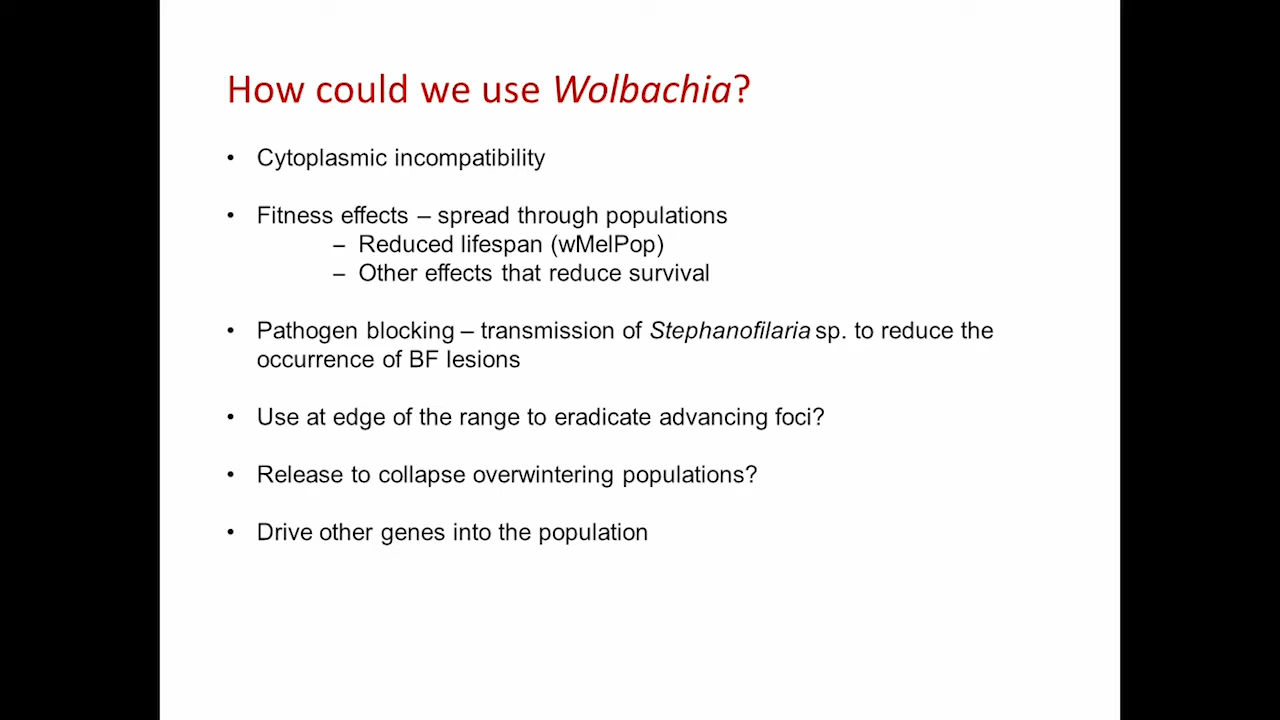 How could we use Wolbachia?
• Cytoplasmic incompatibility
• Fitness effects – spread through populations
– Reduced lifespan (wMelPop)
– Other effects that reduce survival
• Pathogen blocking – transmission of Stephanofilaria sp. to reduce the
occurrence of BF lesions
• Use at edge of the range to eradicate advancing foci?
• Release to collapse overwintering populations?
• Drive other genes into the population